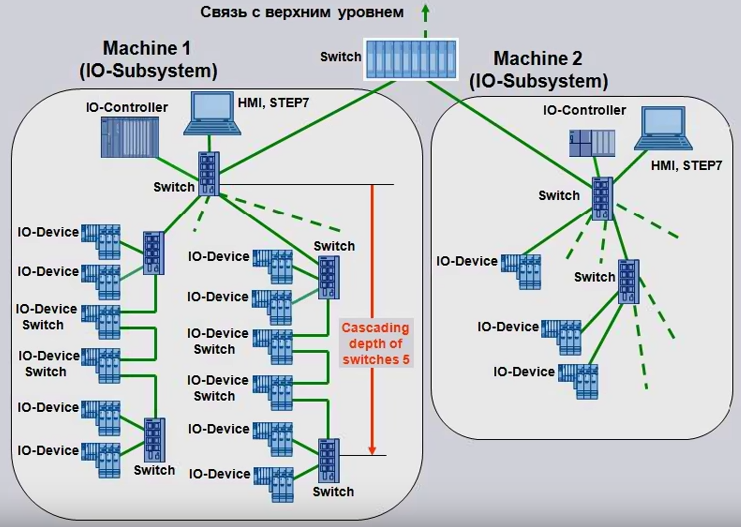 Связь с верхним уровнем
Switch
Machine 1
(IO-Subsystem)
IO-Controller
HMI, STEP7
Switch
IO-Device
IO-Device
IO-Device
Switch
IO-Device
Switch
IO-Device
IO-Device
Switch
Switch
IO-Device
IO-Device
IO-Device
Switch
IO-Device
Switch
IO-Device
IO-Device
Switch
Cascading
depth of
switches 5
Machine 2
(IO-Subsystem)
IO-Controller
HMI, STEP7
Switch
IO-Device
Switch
IO-Device
IO-Device